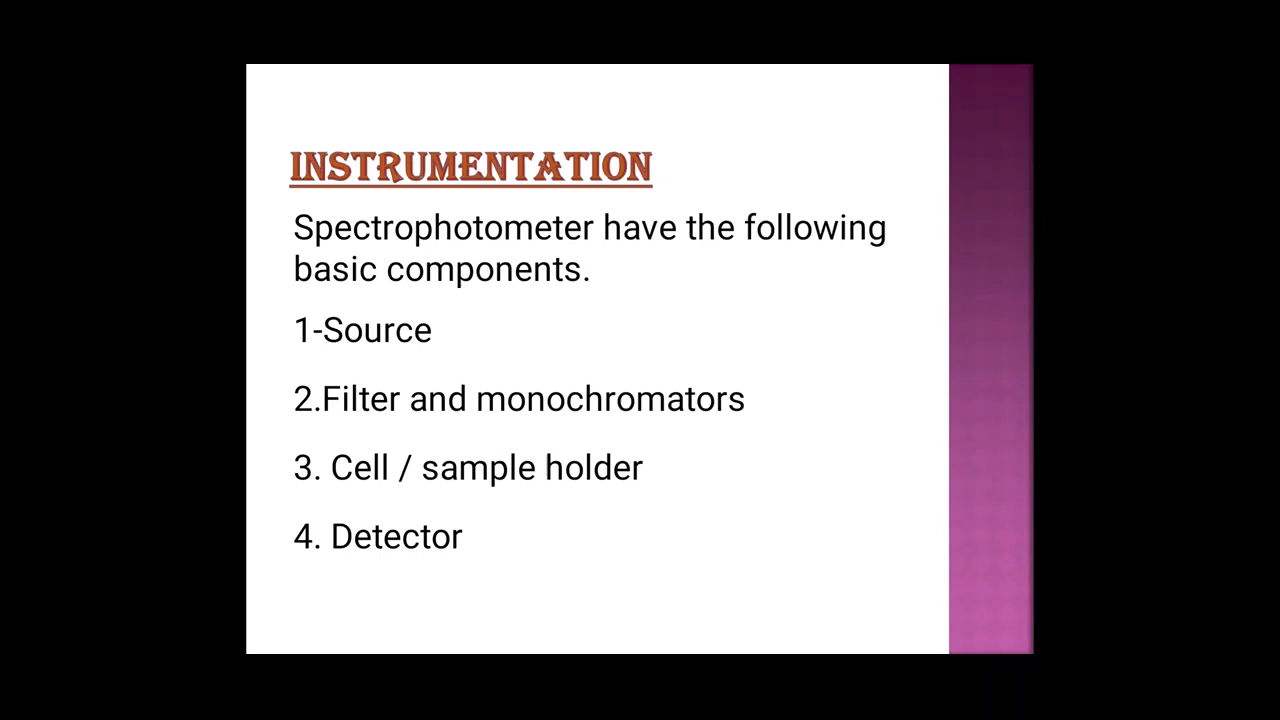 INSTRUMENTATION
Spectrophotometer have the following
basic components.
1-Source
2.Filter and monochromators
3. Cell / sample holder
4. Detector